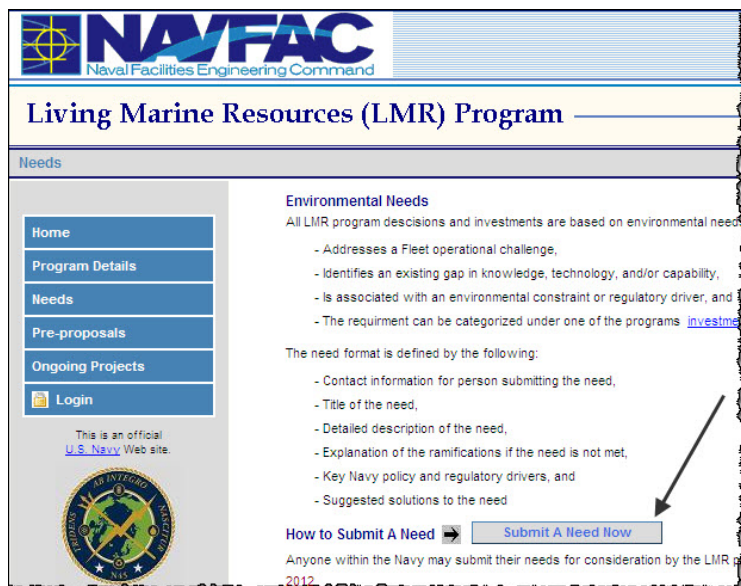 NAVFAC
Naval Facilities Engineering Command
Living Marine Resources (LMR) Program
Needs
Home
Program Details
Needs
Pre-proposals
Ongoing Projects
Login
This is an official
U.S. Navy Web site.
AB INTEGRO
TRIDENS
NASCITUR
N45
Environmental Needs
All LMR program descisions and investments are based on environmental need
- Addresses a Fleet operational challenge,
- Identifies an existing gap in knowledge, technology, and/or capability,
- Is associated with an environmental constraint or regulatory driver, and
- The requirment can be categorized under one of the programs investme
The need format is defined by the following:
- Contact information for person submitting the need,
- Title of the need,
- Detailed description of the need,
- Explanation of the ramifications if the need is not met,
- Key Navy policy and regulatory drivers, and
- Suggested solutions to the need
How to Submit A Need Submit A Need Now
Anyone within the Navy may submit their needs for consideration by the LMR p
2012